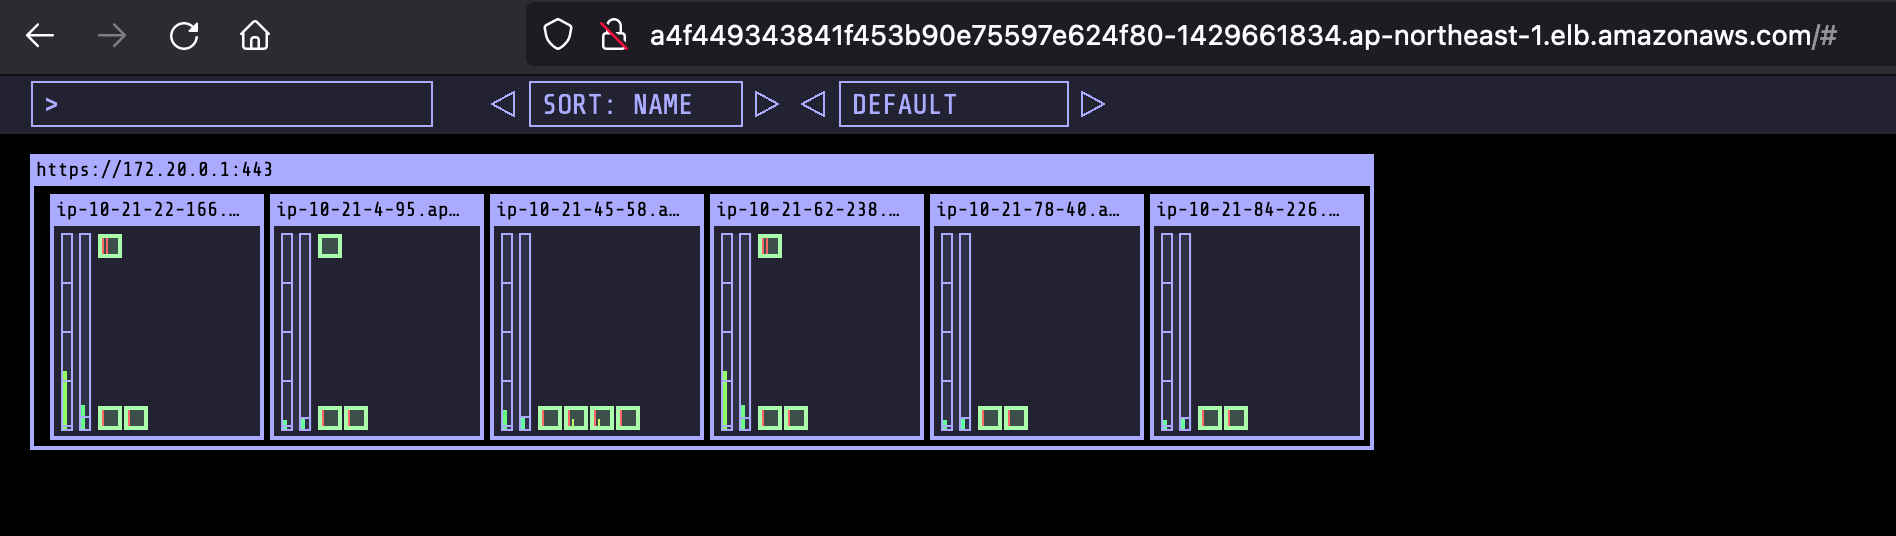 a4f449343841f453b90e75597e624f80-1429661834.ap-northeast-1.elb.amazonaws.com/#
>
SORT: NAME
DEFAULT
https://172.20.0.1:443
ip-10-21-22-166.…
ip-10-21-4-95.ap…
ip-10-21-45-58.a…
ip-10-21-62-238.…
ip-10-21-78-40.a…
ip-10-21-84-226.…